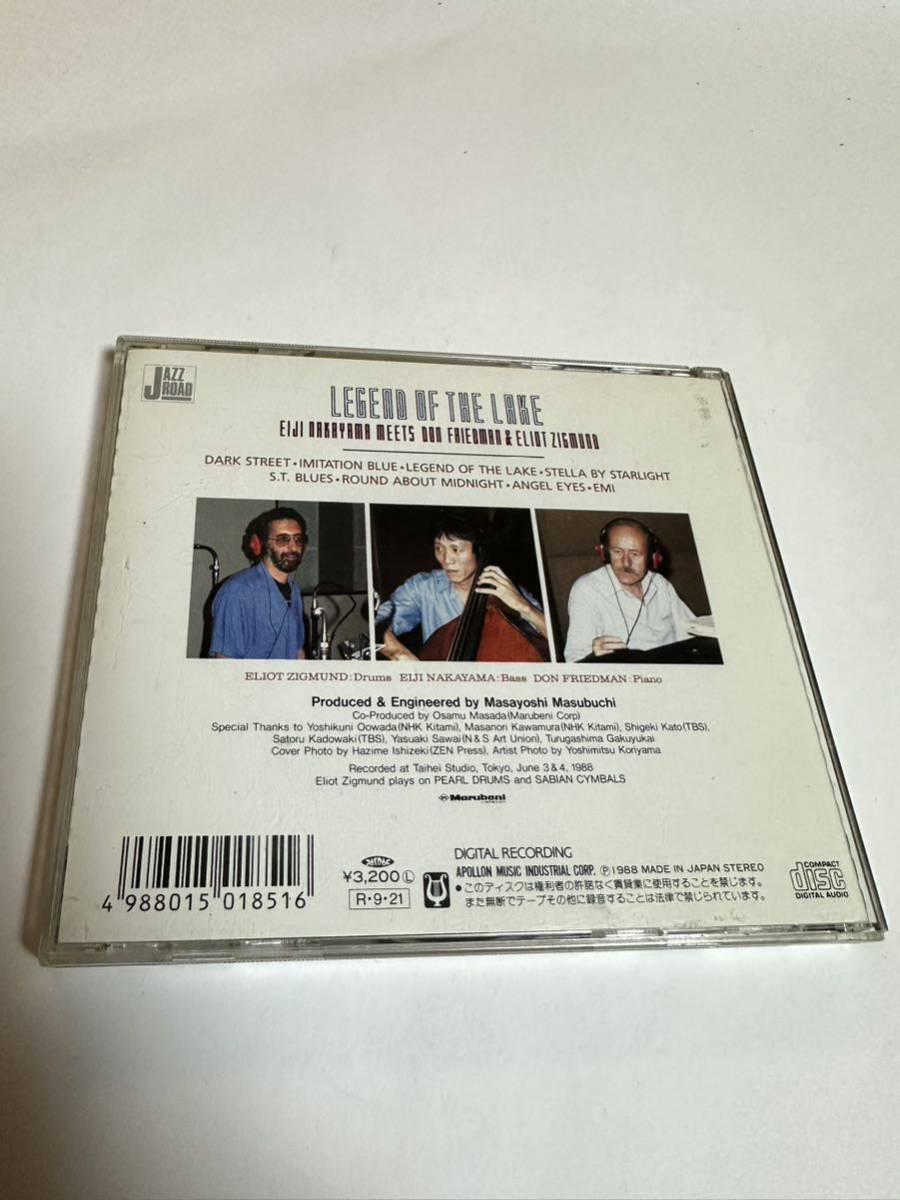 JAZZ ROAD
LEGEND OF THE LAKE
EIJI NAKAYAMA MEETS DON FRIEDMAN & ELIOT ZIGMUND
DARK STREET・IMITATION BLUE・LEGEND OF THE LAKE・STELLA BY STARLIGHT
S.T. BLUES・ROUND ABOUT MIDNIGHT・ANGEL EYES・EMI
ELIOT ZIGMUND:Drums EIJI NAKAYAMA:Bass DON FRIEDMAN:Piano
Produced & Engineered by Masayoshi Masubuchi
Co-Produced by Osamu Masada(Marubeni Corp)
Special Thanks to Yoshikuni Oowada(NHK Kitami), Masanori Kawamura(NHK Kitami), Shigeki Kato(TBS),
Satoru Kadowaki(TBS), Yasuaki Sawai(N & S Art Union), Turugashima Gakuyukai
Cover Photo by Hazime Ishizeki(ZEN Press), Artist Photo by Yoshimitsu Koriyama
Recorded at Taihei Studio, Tokyo, June 3&4, 1988
Eliot Zigmund plays on PEARL DRUMS and SABIAN CYMBALS
Marubeni
4 988015 018516
¥3,200 Ⓛ
R・9・21
DIGITAL RECORDING
APOLLON MUSIC INDUSTRIAL CORP. Ⓟ1988 MADE IN JAPAN STEREO
●このディスクは権利者の許諾なく賃貸業に使用することを禁じます。
また無断でテープその他に録音することは法律で禁じられています。
COMPACT
disc
DIGITAL AUDIO